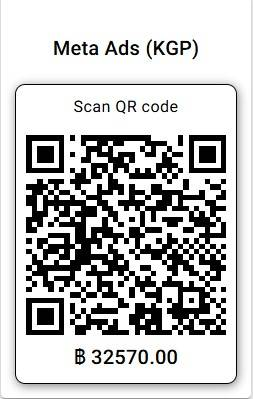 Meta Ads (KGP)
Scan QR code
฿ 32570.00